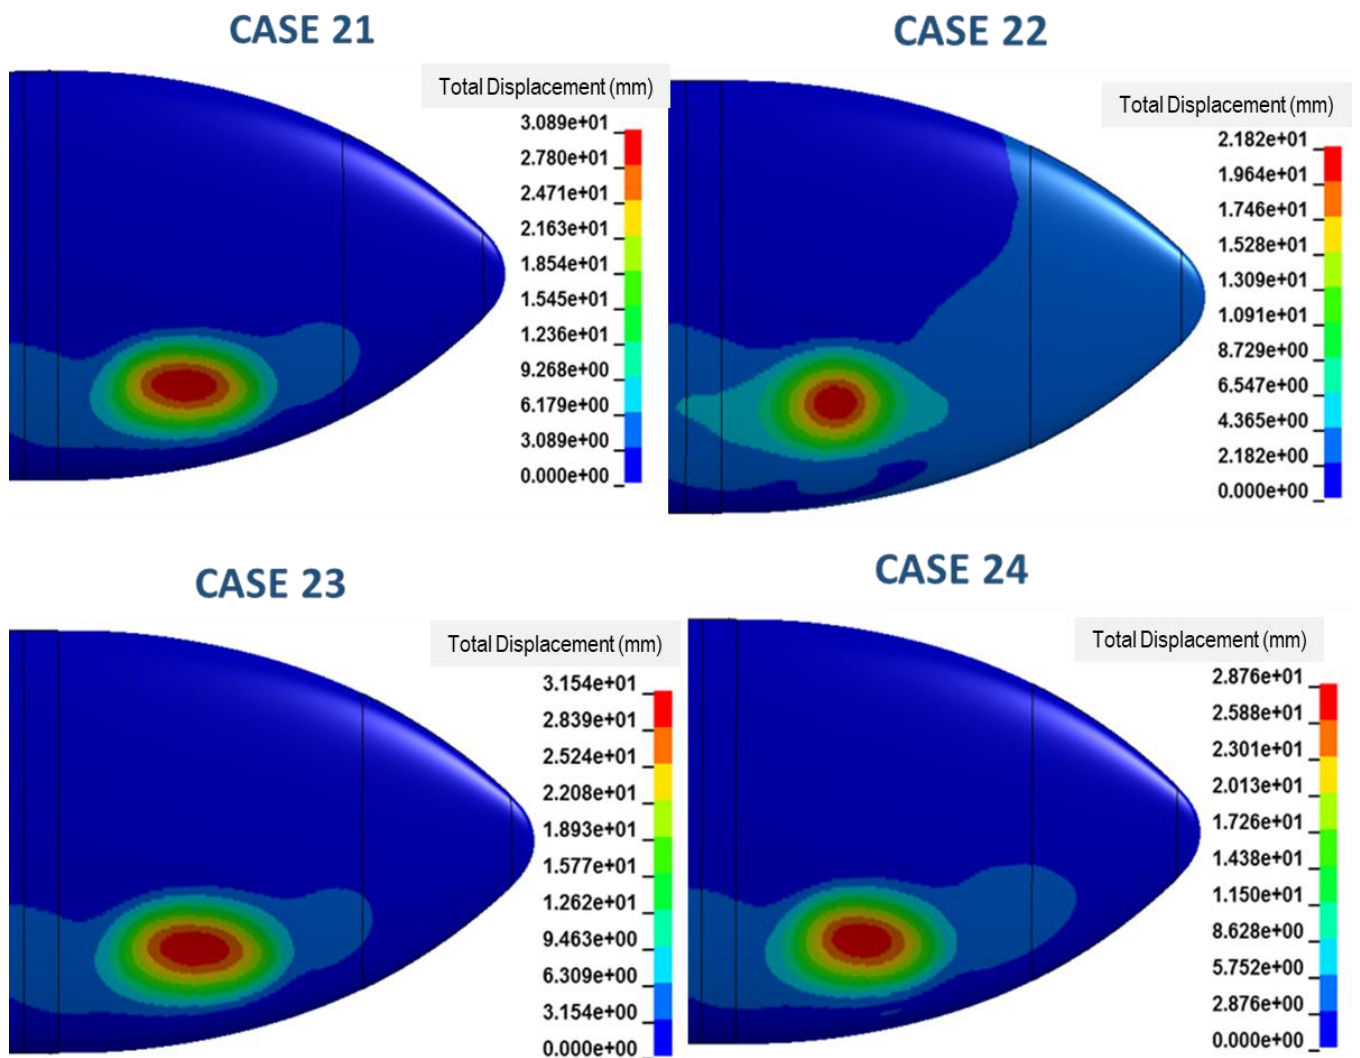 CASE 21
Total Displacement (mm)
3.089e+01
2.780e+01
2.471e+01
2.163e+01
1.854e+01
1.545e+01
1.236e+01
9.268e+00
6.179e+00
3.089e+00
0.000e+00
CASE 22
Total Displacement (mm)
2.182e+01
1.964e+01
1.746e+01
1.528e+01
1.309e+01
1.091e+01
8.729e+00
6.547e+00
4.365e+00
2.182e+00
0.000e+00
CASE 23
Total Displacement (mm)
3.154e+01
2.839e+01
2.524e+01
2.208e+01
1.893e+01
1.577e+01
1.262e+01
9.463e+00
6.309e+00
3.154e+00
0.000e+00
CASE 24
Total Displacement (mm)
2.876e+01
2.588e+01
2.301e+01
2.013e+01
1.726e+01
1.438e+01
1.150e+01
8.628e+00
5.752e+00
2.876e+00
0.000e+00